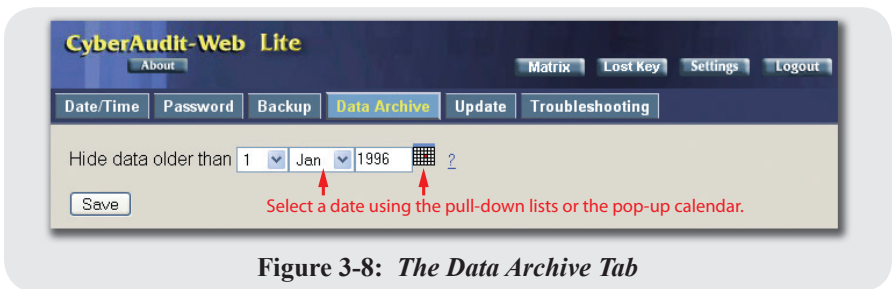 CyberAudit-Web Lite
About
Matrix Lost Key Settings Logout
Date/Time Password Backup Data Archive Update Troubleshooting
Hide data older than 1 Jan 1996 ?
Save
Select a date using the pull-down lists or the pop-up calendar.
Figure 3-8: The Data Archive Tab